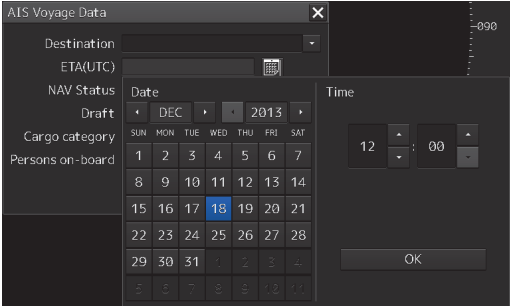 AIS Voyage Data
Destination
ETA(UTC)
NAV Status
Draft
Cargo category
Persons on-board
Date
DEC 2013
SUN MON TUE WED THU FRI SAT
1 2 3 4 5 6 7
8 9 10 11 12 13 14
15 16 17 18 19 20 21
22 23 24 25 26 27 28
29 30 31 1 2 3 4
5 6 7 8 9 10 11
Time
12 : 00
OK
090